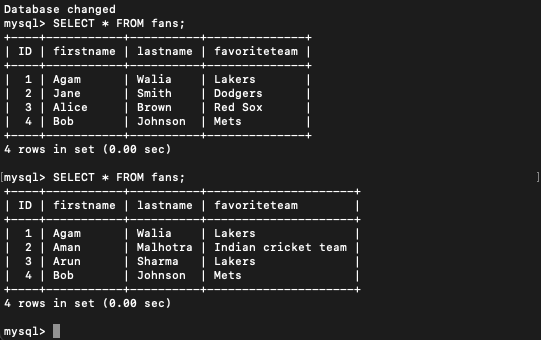 Database changed
mysql> SELECT * FROM fans;
+----+-----------+----------+--------------+
| ID | firstname | lastname | favoriteteam |
+----+-----------+----------+--------------+
|  1 | Agam      | Walia    | Lakers       |
|  2 | Jane      | Smith    | Dodgers      |
|  3 | Alice     | Brown    | Red Sox      |
|  4 | Bob       | Johnson  | Mets         |
+----+-----------+----------+--------------+
4 rows in set (0.00 sec)
[mysql> SELECT * FROM fans; ]
+----+-----------+----------+---------------------+
| ID | firstname | lastname | favoriteteam        |
+----+-----------+----------+---------------------+
|  1 | Agam      | Walia    | Lakers              |
|  2 | Aman      | Malhotra | Indian cricket team |
|  3 | Arun      | Sharma   | Lakers              |
|  4 | Bob       | Johnson  | Mets                |
+----+-----------+----------+---------------------+
4 rows in set (0.00 sec)
mysql>